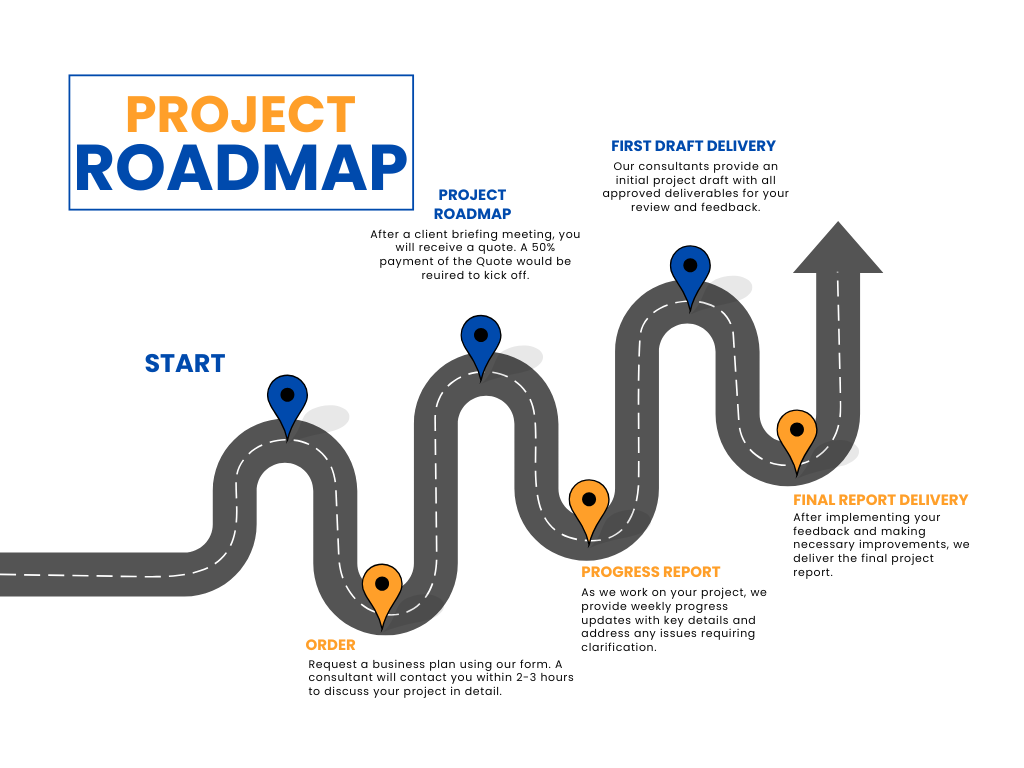 PROJECT
ROADMAP
START
ORDER
Request a business plan using our form. A
consultant will contact you within 2-3 hours
to discuss your project in detail.
PROJECT
ROADMAP
After a client briefing meeting, you
will receive a quote. A 50%
payment of the Quote would be
reuired to kick off.
PROGRESS REPORT
As we work on your project, we
provide weekly progress
updates with key details and
address any issues requiring
clarification.
FIRST DRAFT DELIVERY
Our consultants provide an
initial project draft with all
approved deliverables for your
review and feedback.
FINAL REPORT DELIVERY
After implementing your
feedback and making
necessary improvements, we
deliver the final project
report.